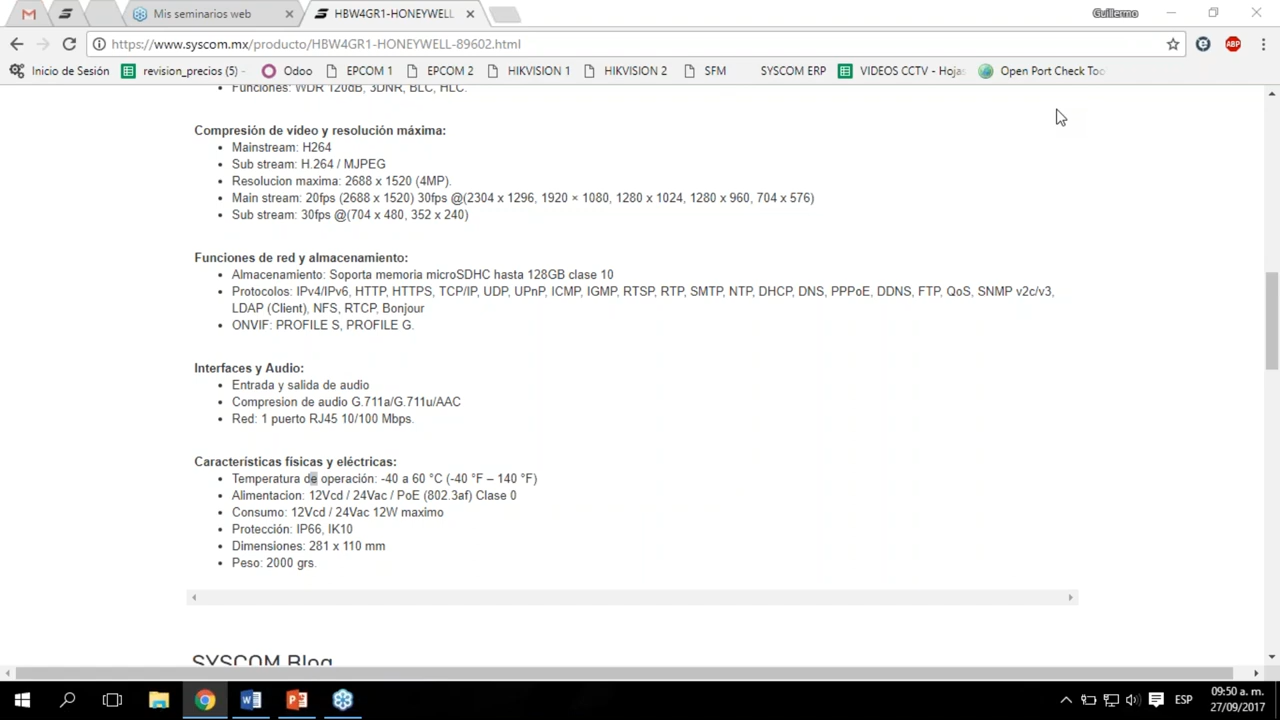 Mis seminarios web
HBW4GR1-HONEYWELL
Guillermo
https://www.syscom.mx/producto/HBW4GR1-HONEYWELL-89602.html
ABP
Inicio de Sesión
revision_precios (5) -
Odoo
EPCOM 1
EPCOM 2
HIKVISION 1
HIKVISION 2
SFM
SYSCOM ERP
VIDEOS CCTV - Hojas
Open Port Check Too
• Funciones: WDR 120dB, 3DNR, BLC, HLC.
Compresión de vídeo y resolución máxima:
• Mainstream: H264
• Sub stream: H.264 / MJPEG
• Resolucion maxima: 2688 x 1520 (4MP).
• Main stream: 20fps (2688 x 1520) 30fps @(2304 x 1296, 1920 × 1080, 1280 x 1024, 1280 x 960, 704 x 576)
• Sub stream: 30fps @(704 x 480, 352 x 240)
Funciones de red y almacenamiento:
• Almacenamiento: Soporta memoria microSDHC hasta 128GB clase 10
• Protocolos: IPv4/IPv6, HTTP, HTTPS, TCP/IP, UDP, UPnP, ICMP, IGMP, RTSP, RTP, SMTP, NTP, DHCP, DNS, PPPoE, DDNS, FTP, QoS, SNMP v2c/v3,
LDAP (Client), NFS, RTCP, Bonjour
• ONVIF: PROFILE S, PROFILE G.
Interfaces y Audio:
• Entrada y salida de audio
• Compresion de audio G.711a/G.711u/AAC
• Red: 1 puerto RJ45 10/100 Mbps.
Características físicas y eléctricas:
• Temperatura de operación: -40 a 60 °C (-40 °F – 140 °F)
• Alimentacion: 12Vcd / 24Vac / PoE (802.3af) Clase 0
• Consumo: 12Vcd / 24Vac 12W maximo
• Protección: IP66, IK10
• Dimensiones: 281 x 110 mm
• Peso: 2000 grs.
SYSCOM Blog
ESP
09:50 a. m.
27/09/2017